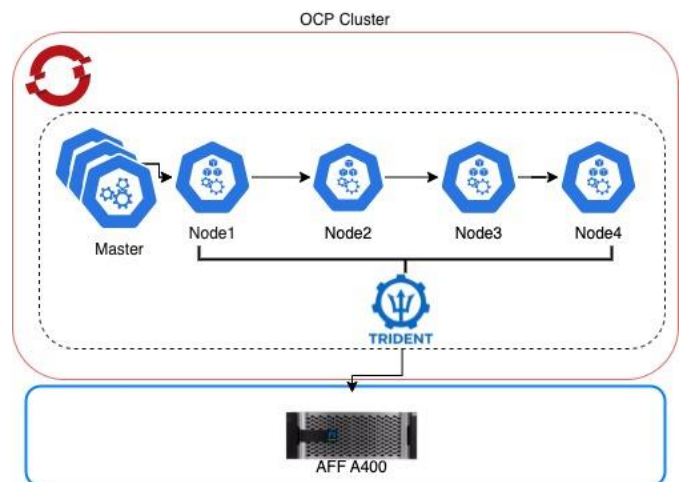 OCP Cluster
Master
Node1
Node2
Node3
Node4
TRIDENT
AFF A400